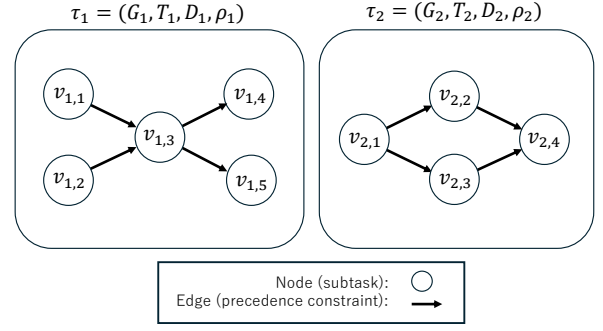 τ₁ = (G₁, T₁, D₁, ρ₁)
v₁,₁
v₁,₄
v₁,₃
v₁,₂
v₁,₅
τ₂ = (G₂, T₂, D₂, ρ₂)
v₂,₂
v₂,₁
v₂,₄
v₂,₃
Node (subtask):
Edge (precedence constraint):